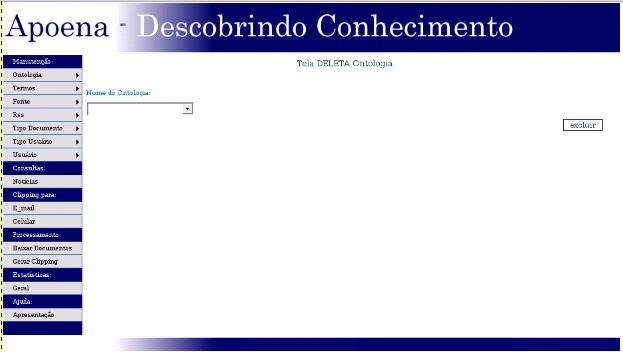 Apoena - Descobrindo Conhecimento
Manutenção:
Ontologia
Termos
Fonte
Rss
Tipo Documento
Tipo Usuário
Usuário
Consultas:
Notícias
Clipping para:
E_mail
Celular
Processamento:
Baixar Documentos
Gerar Clipping
Estatísticas:
Geral
Ajuda:
Apresentação
Tela DELETA Ontologia
Nome do Ontologia:
excluir